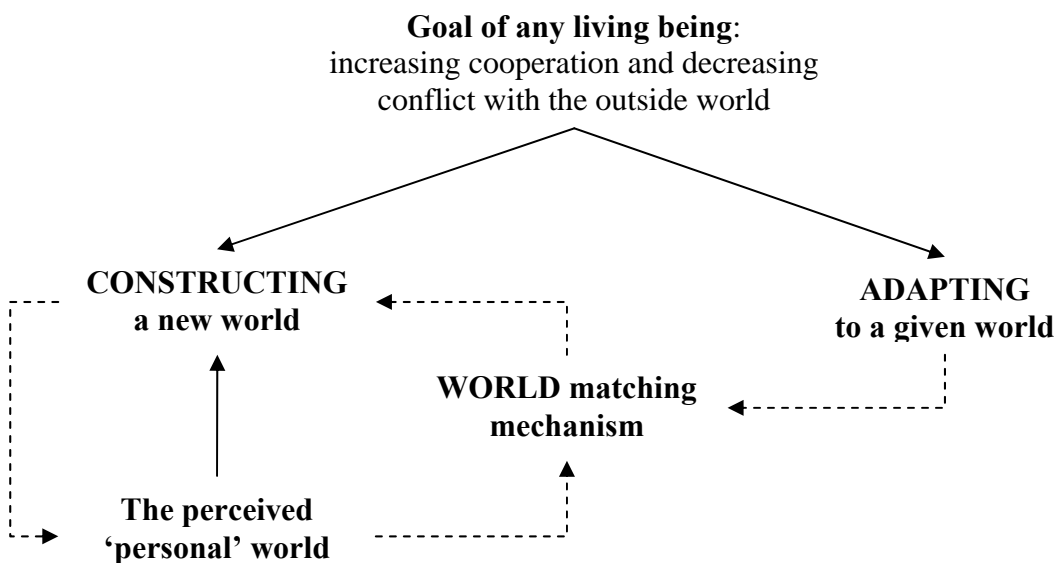 Goal of any living being:
increasing cooperation and decreasing
conflict with the outside world
CONSTRUCTING
a new world
ADAPTING
to a given world
WORLD matching
mechanism
The perceived
‘personal’ world